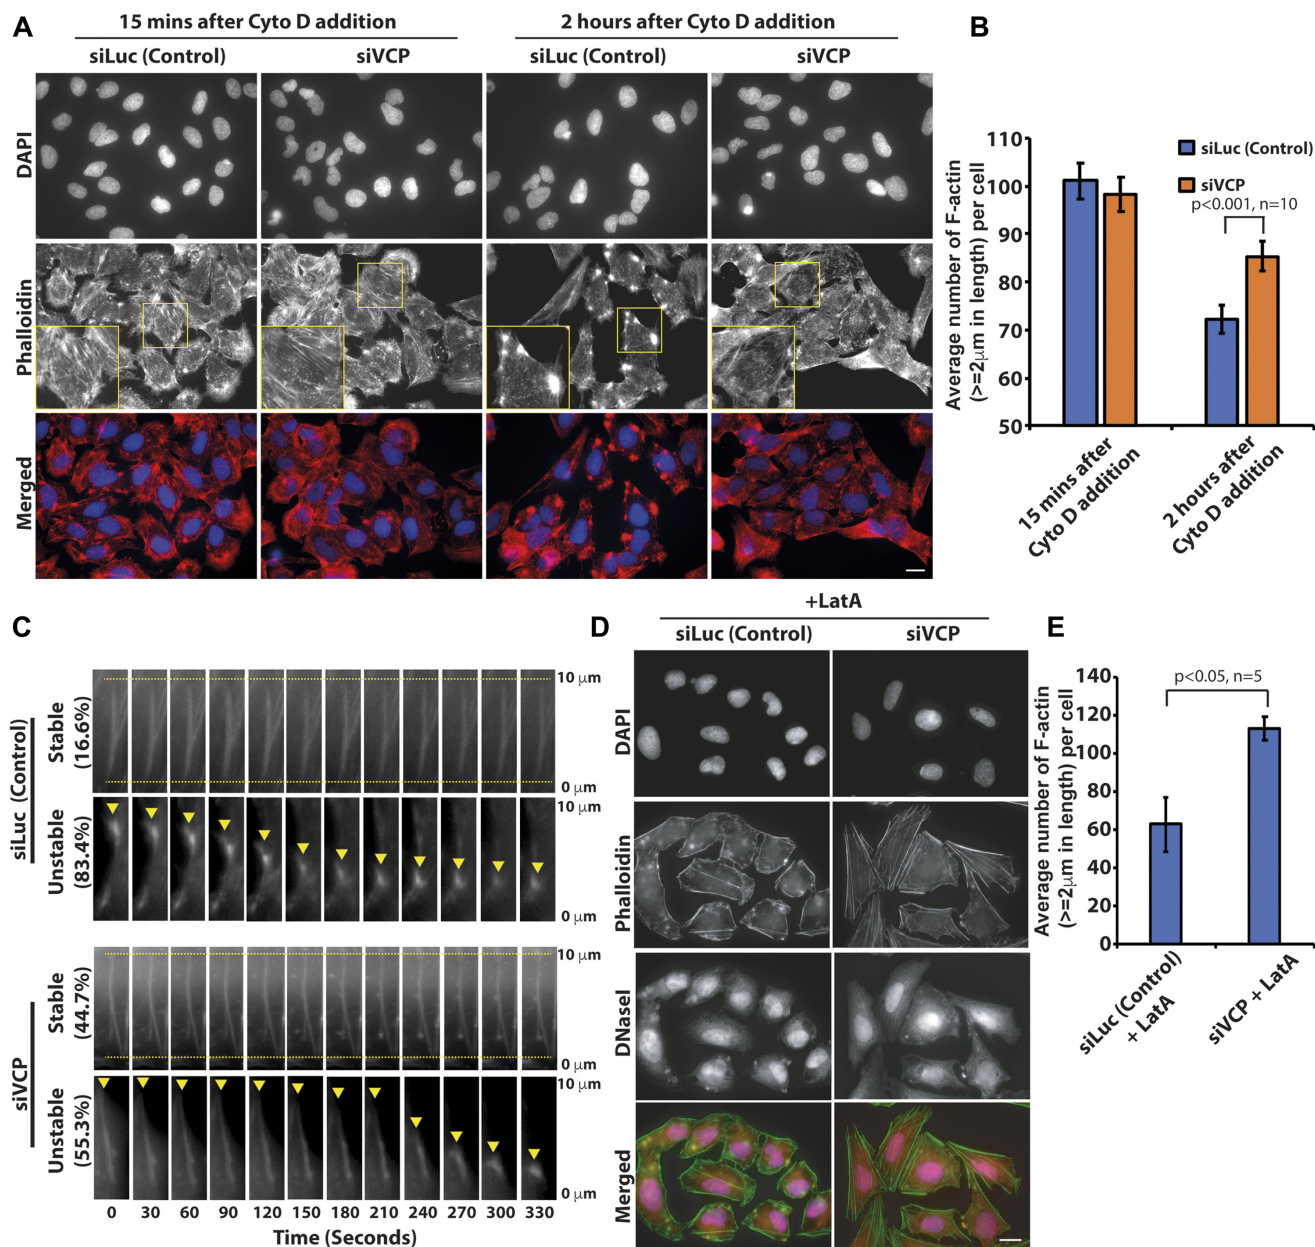 A
15 mins after Cyto D addition
2 hours after Cyto D addition
siLuc (Control)
siVCP
siLuc (Control)
siVCP
DAPI
Phalloidin
Merged
B
Average number of F-actin
(>=2μm in length) per cell
110
100
90
80
70
60
50
siLuc (Control)
siVCP
p<0.001, n=10
15 mins after
Cyto D addition
2 hours after
Cyto D addition
C
siLuc (Control)
Stable
(16.6%)
10 μm
0 μm
Unstable
(83.4%)
10 μm
0 μm
siVCP
Stable
(44.7%)
10 μm
0 μm
Unstable
(55.3%)
10 μm
0 μm
0 30 60 90 120 150 180 210 240 270 300 330
Time (Seconds)
D
+LatA
siLuc (Control)
siVCP
DAPI
Phalloidin
DNaseI
Merged
E
Average number of F-actin
(>=2μm in length) per cell
140
120
100
80
60
40
20
0
p<0.05, n=5
siLuc (Control)
+ LatA
siVCP + LatA